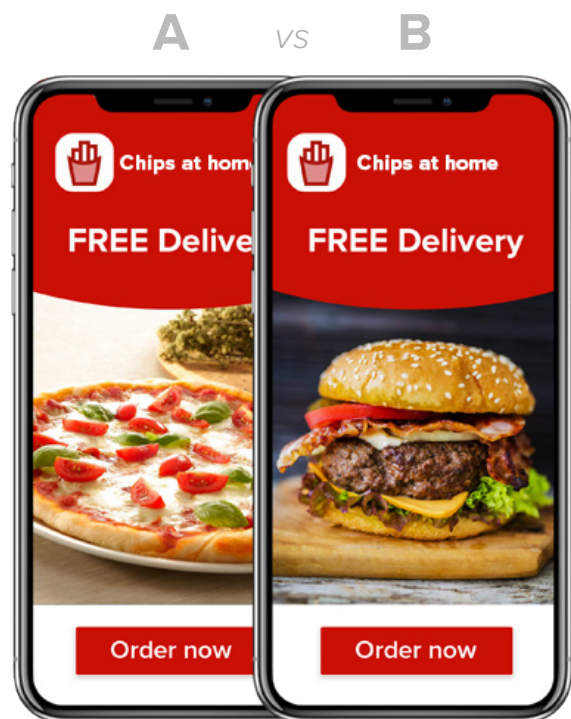 A vs B
Chips at hom
FREE Delive
Order now
Chips at home
FREE Delivery
Order now